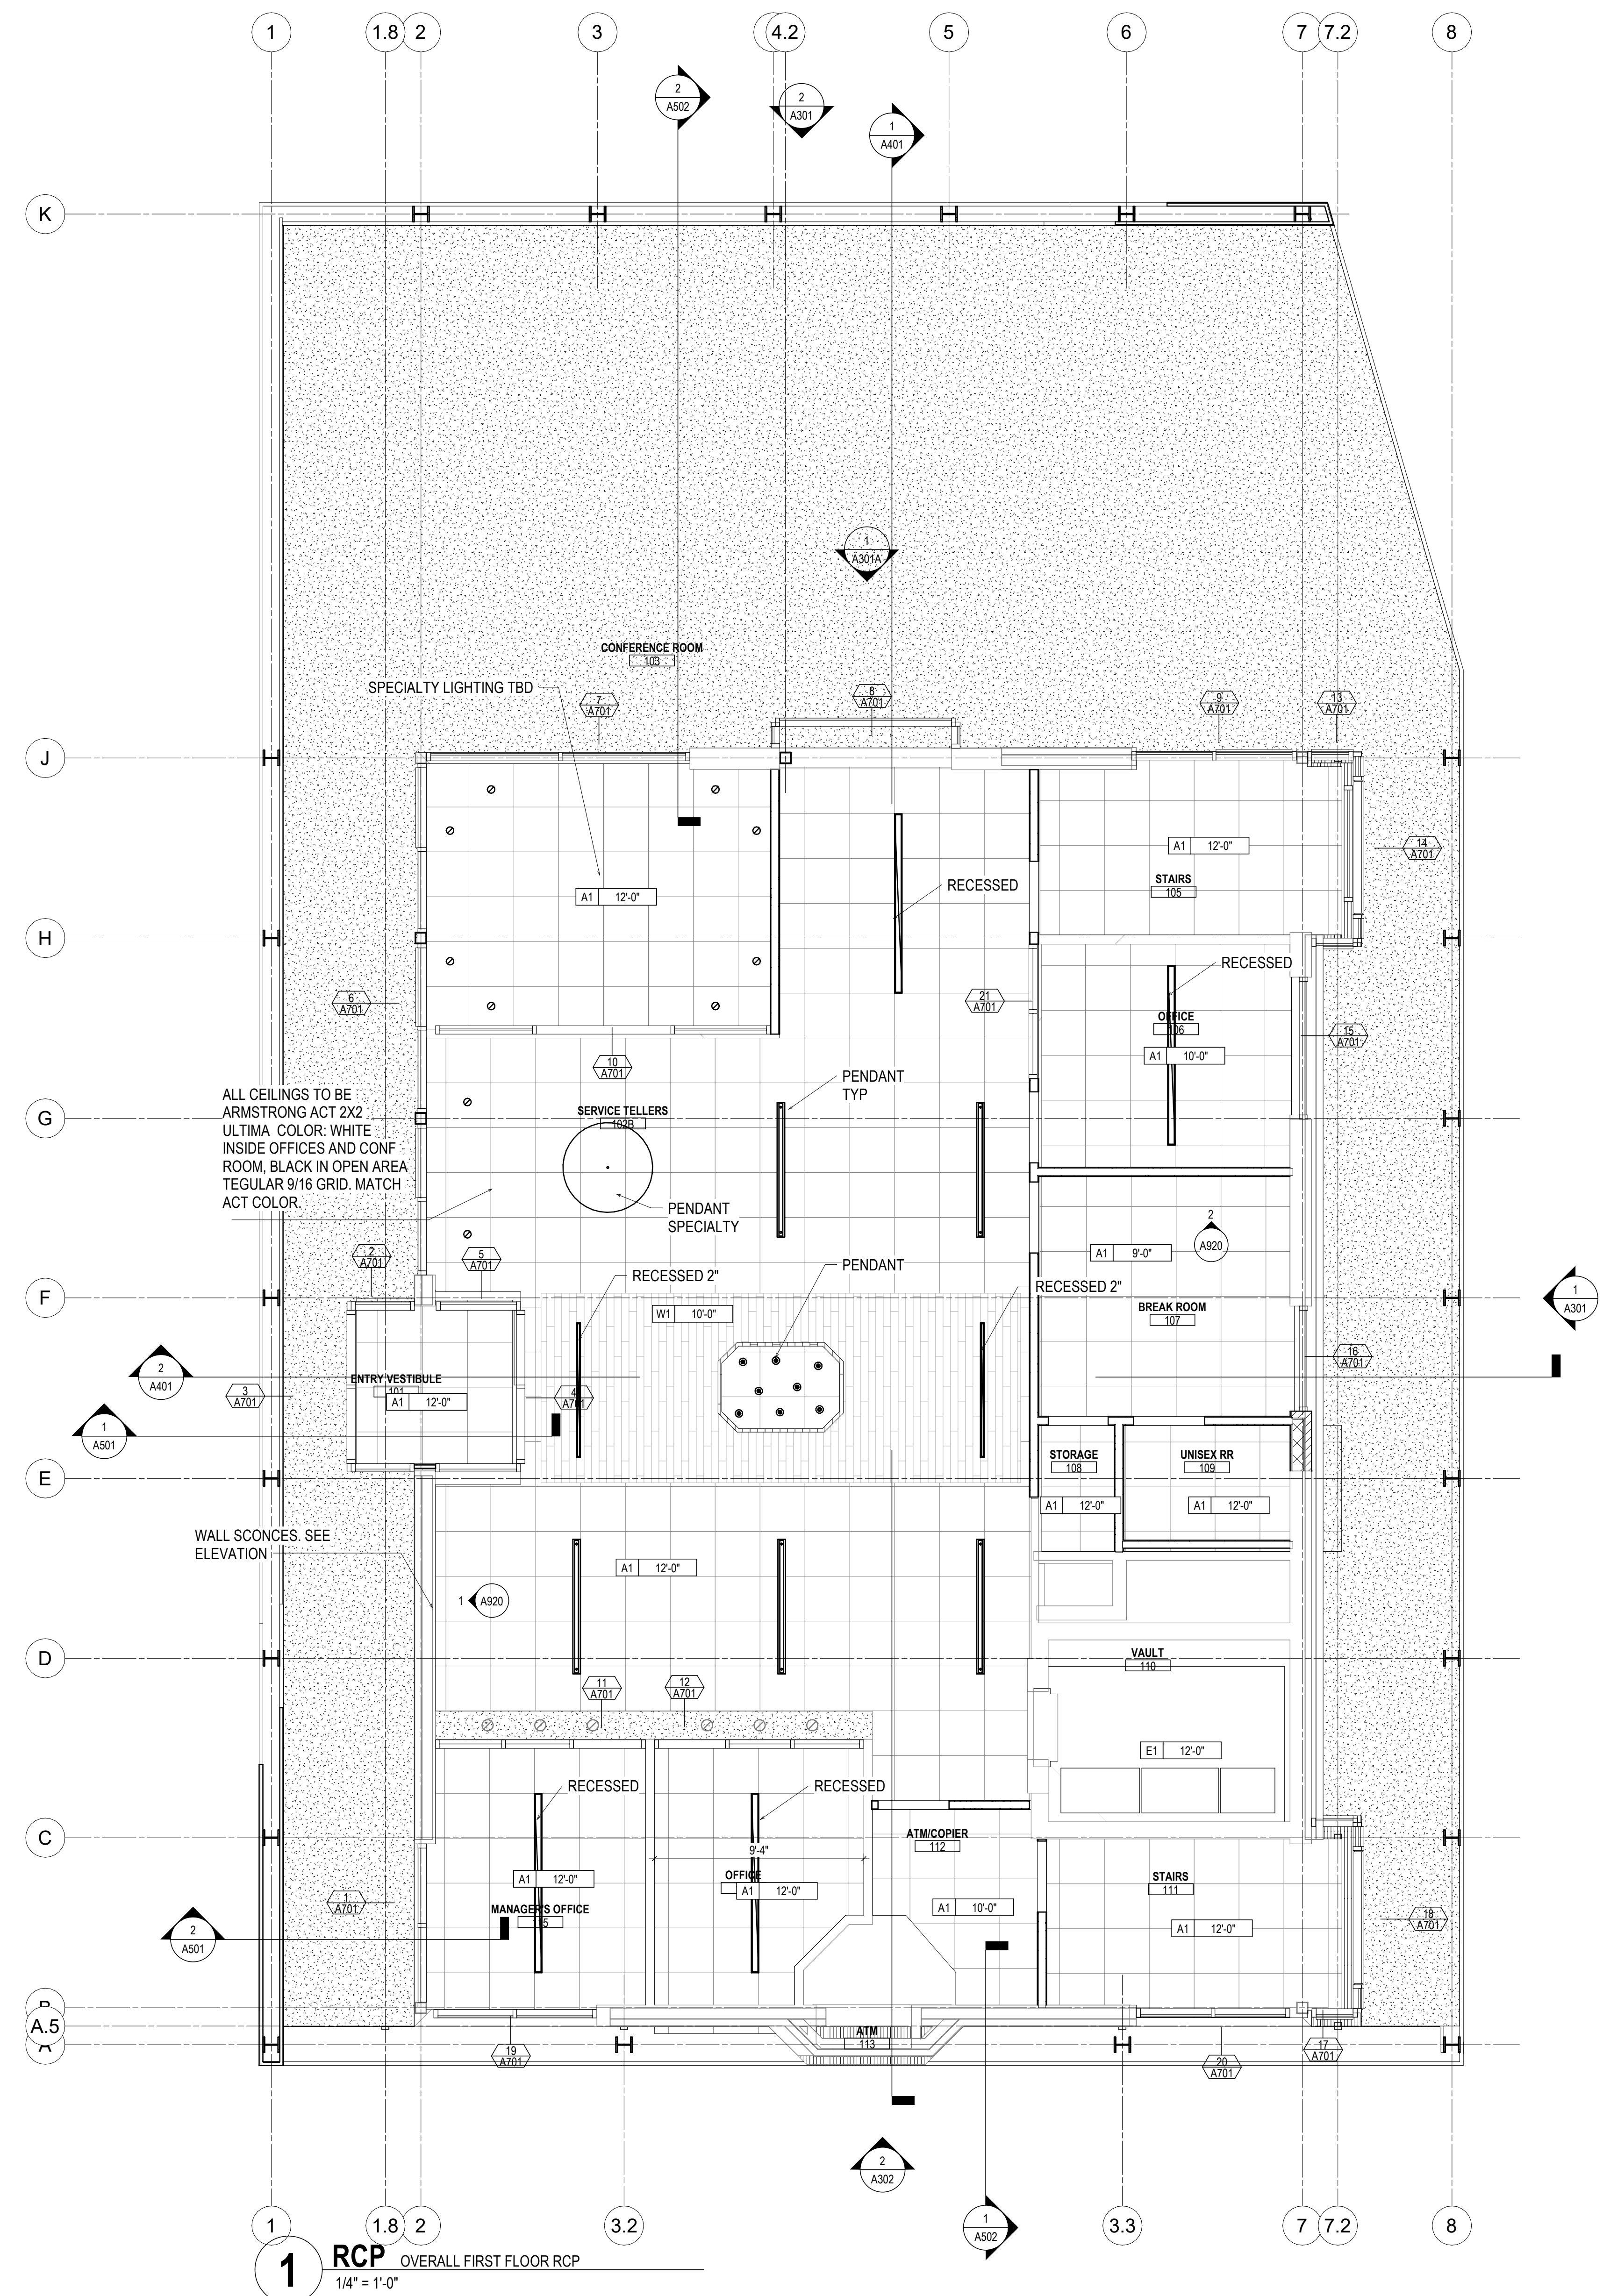 1
1.8
2
3
4.2
5
6
7
7.2
8
2
A502
2
A301
1
A401
K
1
A301A
CONFERENCE ROOM
103
SPECIALTY LIGHTING TBD
7
A701
8
A701
9
A701
13
A701
J
A1 12'-0"
14
A701
STAIRS
105
RECESSED
A1 12'-0"
H
RECESSED
6
A701
21
A701
OFFICE
106
15
A701
A1 10'-0"
10
A701
PENDANT
TYP
ALL CEILINGS TO BE
ARMSTRONG ACT 2X2
ULTIMA COLOR: WHITE
INSIDE OFFICES AND CONF
ROOM, BLACK IN OPEN AREA
TEGULAR 9/16 GRID. MATCH
ACT COLOR.
G
SERVICE TELLERS
102B
PENDANT
SPECIALTY
2
A920
A1 9'-0"
2
A701
5
A701
PENDANT
RECESSED 2"
RECESSED 2"
F
W1 10'-0"
BREAK ROOM
107
1
A301
16
A701
2
A401
ENTRY VESTIBULE
101
A1 12'-0"
3
A701
4
A701
1
A501
STORAGE
108
UNISEX RR
109
E
A1 12'-0"
A1 12'-0"
WALL SCONCES. SEE
ELEVATION
A1 12'-0"
1
A920
D
VAULT
110
11
A701
12
A701
E1 12'-0"
RECESSED
RECESSED
C
ATM/COPIER
112
9'-4"
OFFICE
A1 12'-0"
A1 12'-0"
STAIRS
111
1
A701
MANAGER'S OFFICE
115
A1 10'-0"
18
A701
2
A501
A1 12'-0"
B
A.5
A
ATM
113
19
A701
20
A701
17
A701
2
A302
1
A502
1
1.8
2
3.2
3.3
7
7.2
8
1
RCP OVERALL FIRST FLOOR RCP
1/4" = 1'-0"